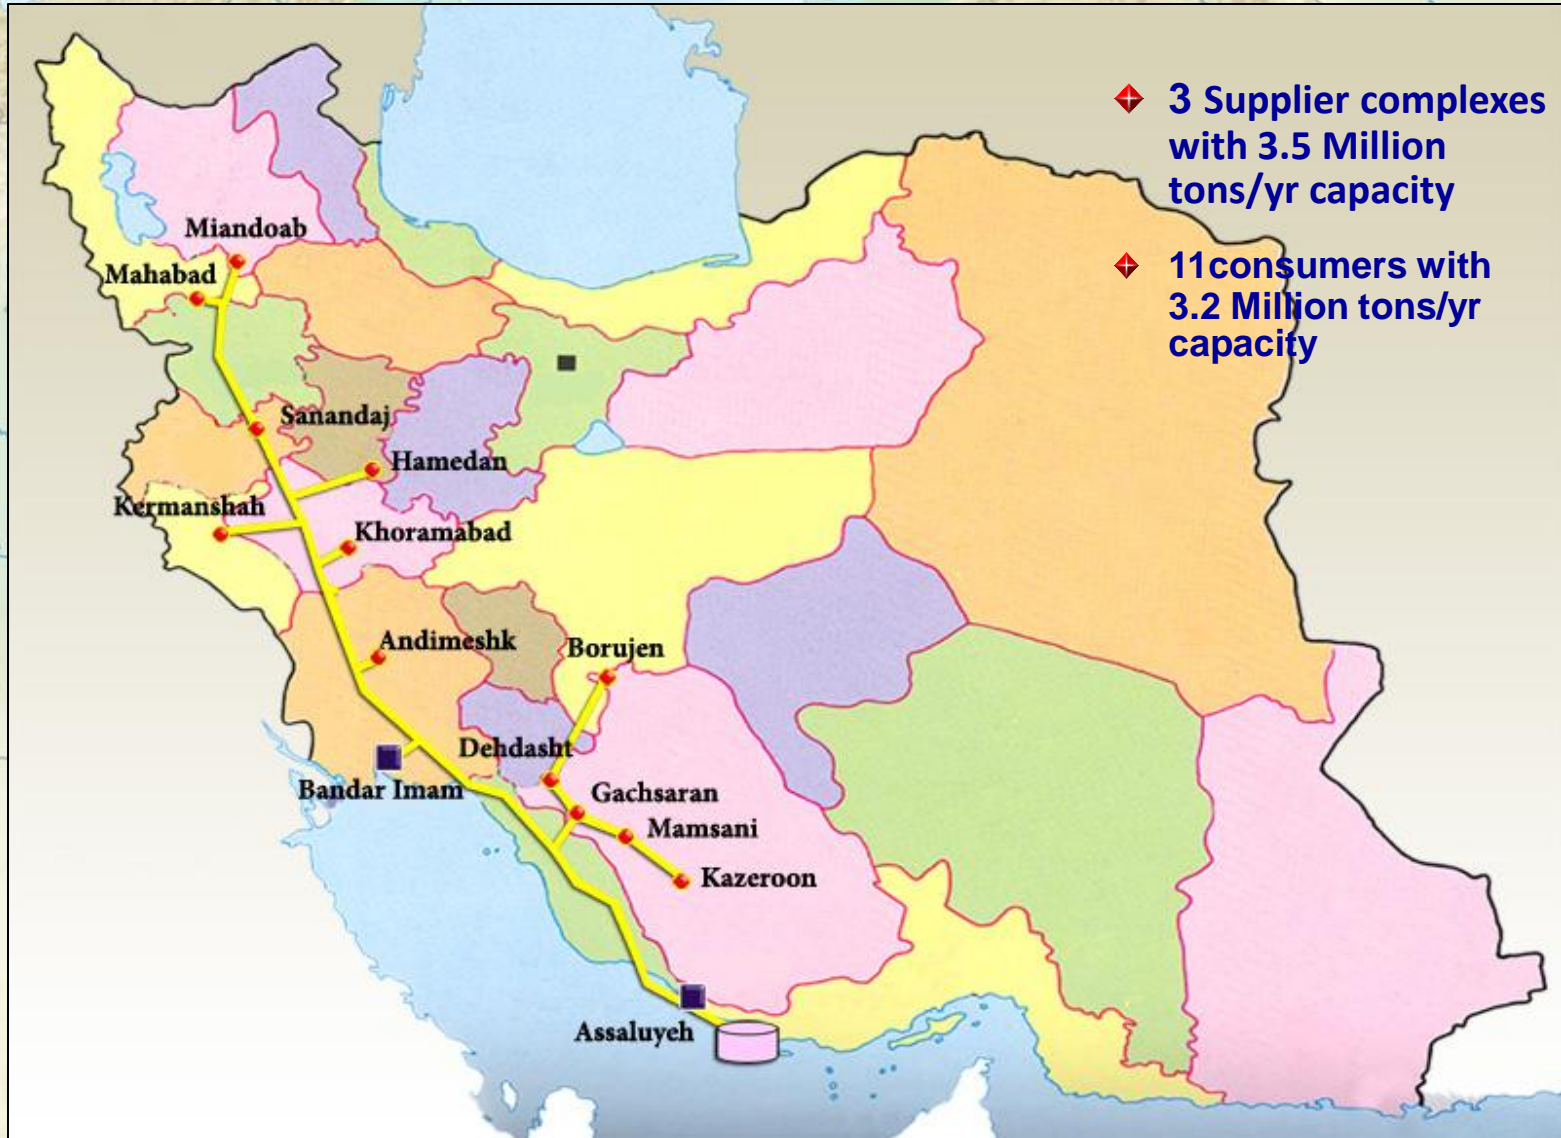 3 Supplier complexes
with 3.5 Million
tons/yr capacity
11consumers with
3.2 Million tons/yr
capacity
Miandoab
Mahabad
Sanandaj
Hamedan
Kermanshah
Khoramabad
Andimeshk
Borujen
Dehdasht
Bandar Imam
Gachsaran
Mamsani
Kazeroon
Assaluyeh